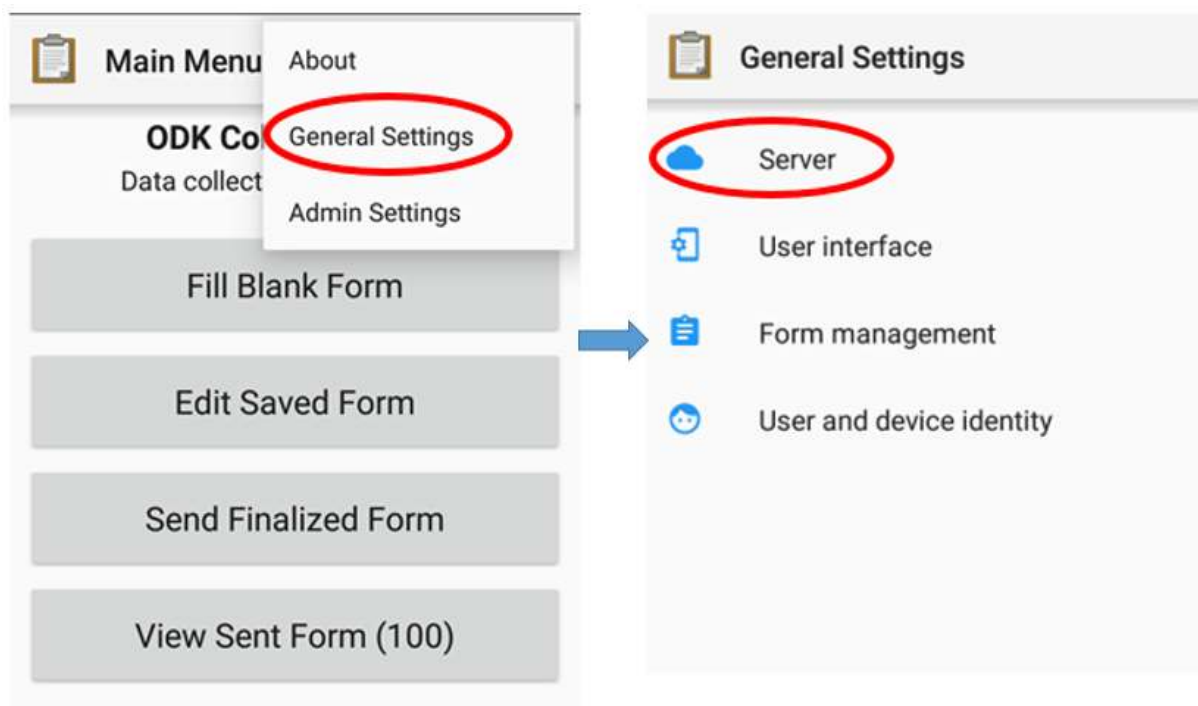 Main Menu
About
General Settings
Admin Settings
ODK Col
Data collect
Fill Blank Form
Edit Saved Form
Send Finalized Form
View Sent Form (100)
General Settings
Server
User interface
Form management
User and device identity